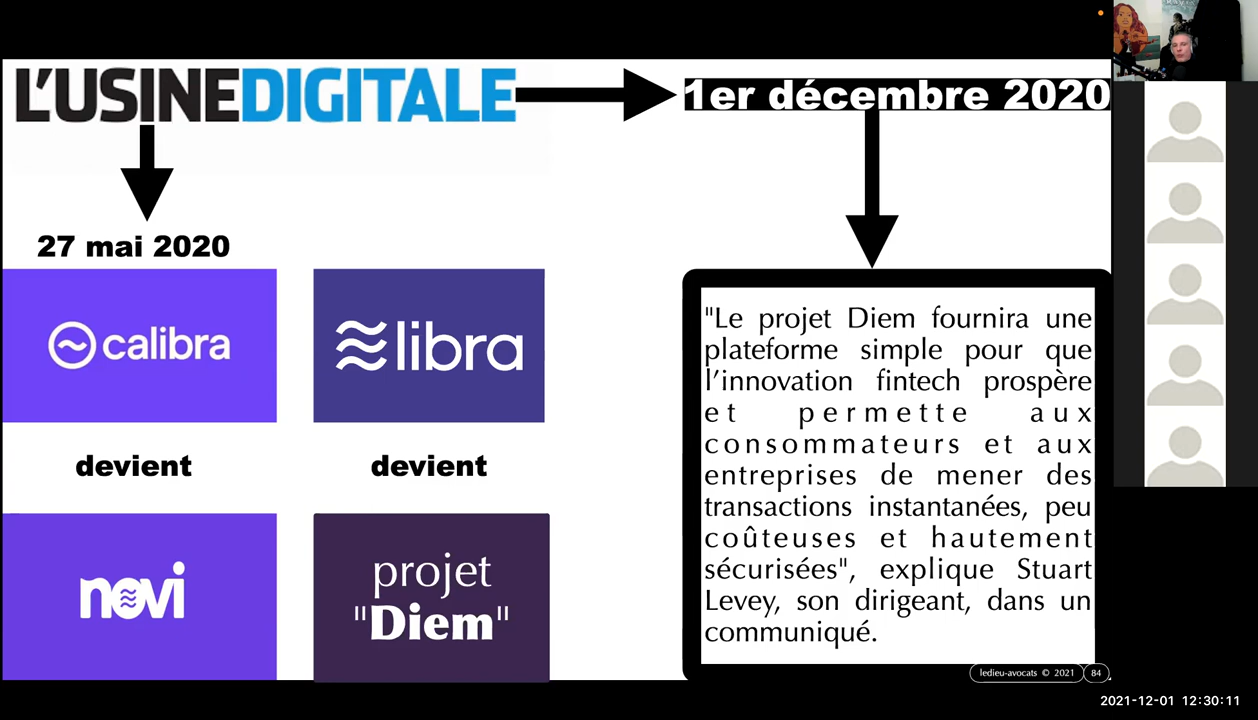 L'USINEDIGITALE
1er décembre 2020
27 mai 2020
calibra
libra
devient
devient
novi
projet
"Diem"
"Le projet Diem fournira une
plateforme simple pour que
l'innovation fintech prospère
et permette aux
consommateurs et aux
entreprises de mener des
transactions instantanées, peu
coûteuses et hautement
sécurisées", explique Stuart
Levey, son dirigeant, dans un
communiqué.
ledieu-avocats © 2021 84
2021-12-01 12:30:11